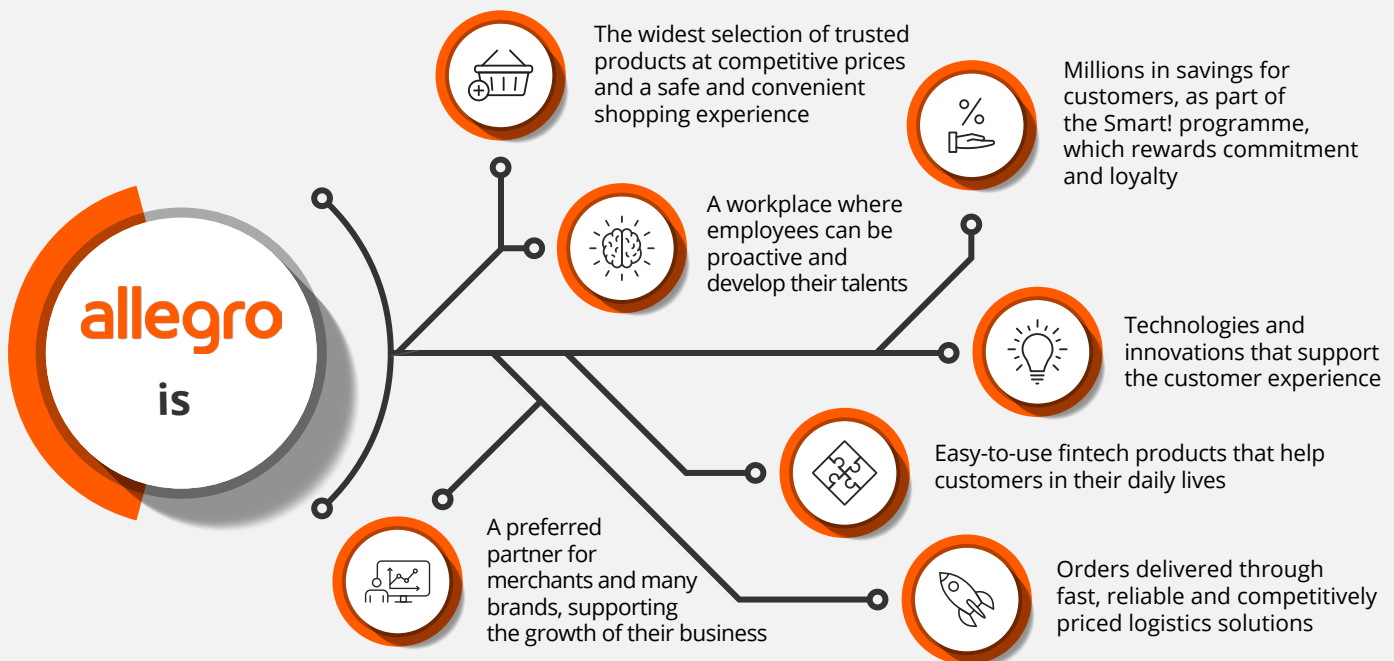 allegro
is
The widest selection of trusted
products at competitive prices
and a safe and convenient
shopping experience
Millions in savings for
customers, as part of
the Smart! programme,
which rewards commitment
and loyalty
A workplace where
employees can be
proactive and
develop their talents
Technologies and
innovations that support
the customer experience
Easy-to-use fintech products that help
customers in their daily lives
A preferred
partner for
merchants and many
brands, supporting
the growth of their business
Orders delivered through
fast, reliable and competitively
priced logistics solutions
%